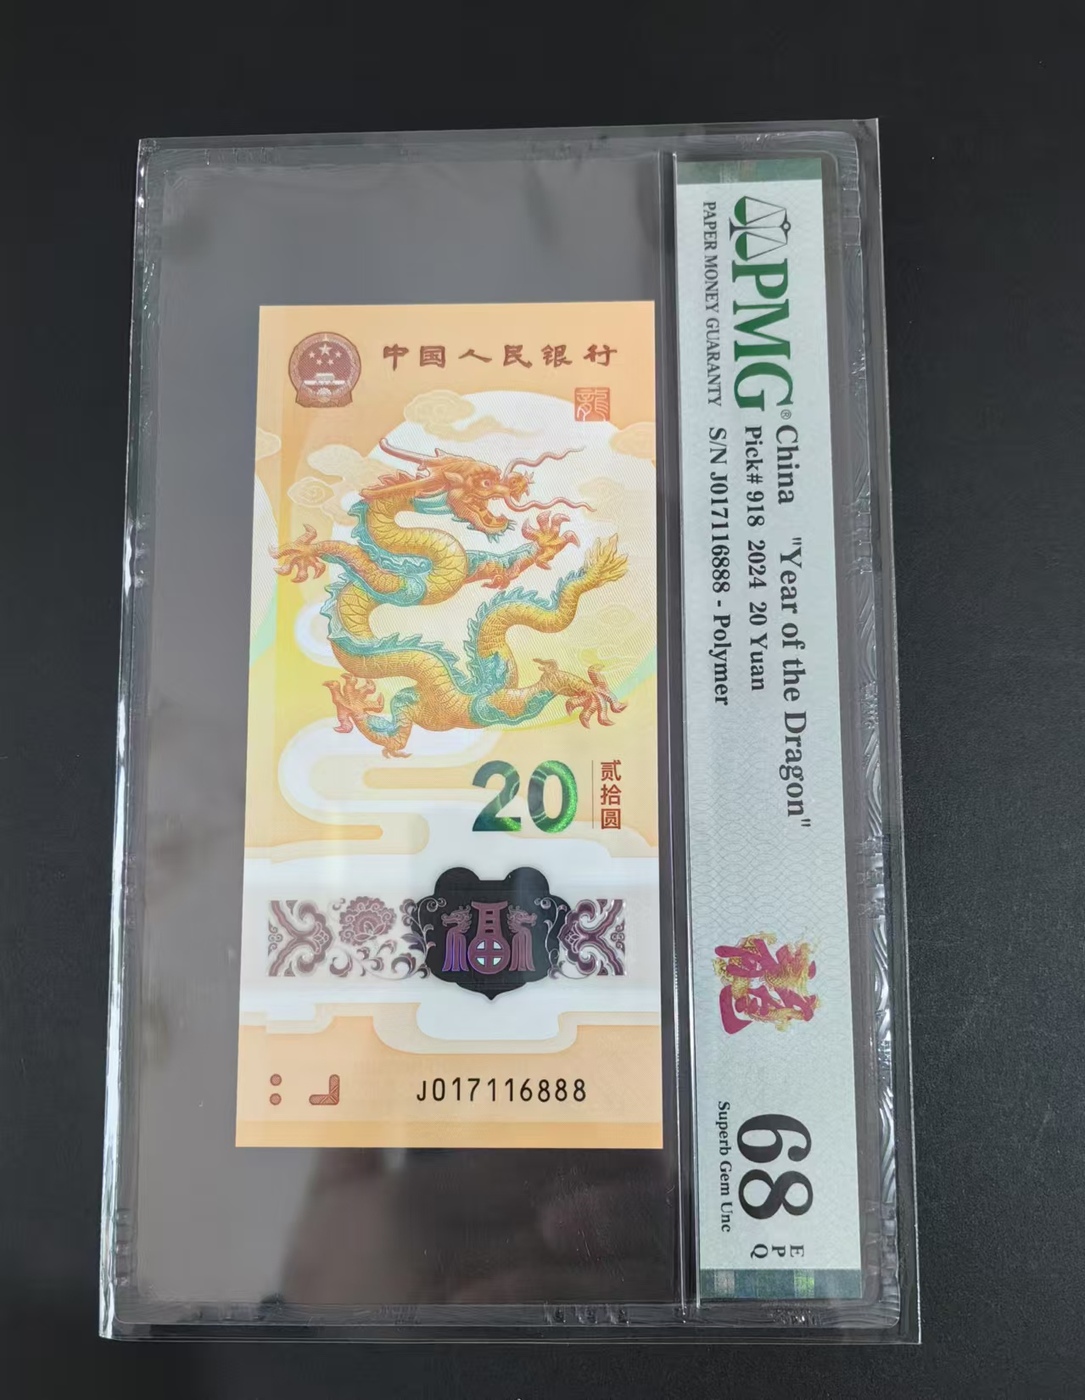 中国人民银行
龍
20
贰拾圆
福
J017116888
PMG®
PAPER MONEY GUARANTY
China "Year of the Dragon"
Pick# 918 2024 20 Yuan
S/N J017116888 - Polymer
68
EPQ
Superb Gem Unc